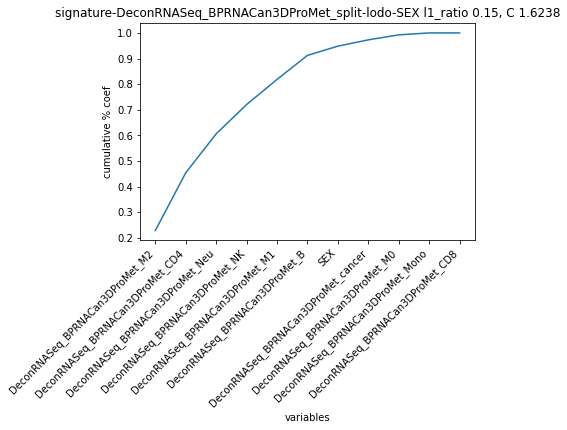 signature-DeconRNASeq_BPRNACan3DProMet_split-lodo-SEX l1_ratio 0.15, C 1.6238
1.0
0.9
0.8
0.7
0.6
0.5
0.4
0.3
0.2
cumulative % coef
DeconRNASeq_BPRNACan3DProMet_M2
DeconRNASeq_BPRNACan3DProMet_CD4
DeconRNASeq_BPRNACan3DProMet_Neu
DeconRNASeq_BPRNACan3DProMet_NK
DeconRNASeq_BPRNACan3DProMet_M1
DeconRNASeq_BPRNACan3DProMet_B
SEX
DeconRNASeq_BPRNACan3DProMet_cancer
DeconRNASeq_BPRNACan3DProMet_M0
DeconRNASeq_BPRNACan3DProMet_Mono
DeconRNASeq_BPRNACan3DProMet_CD8
variables